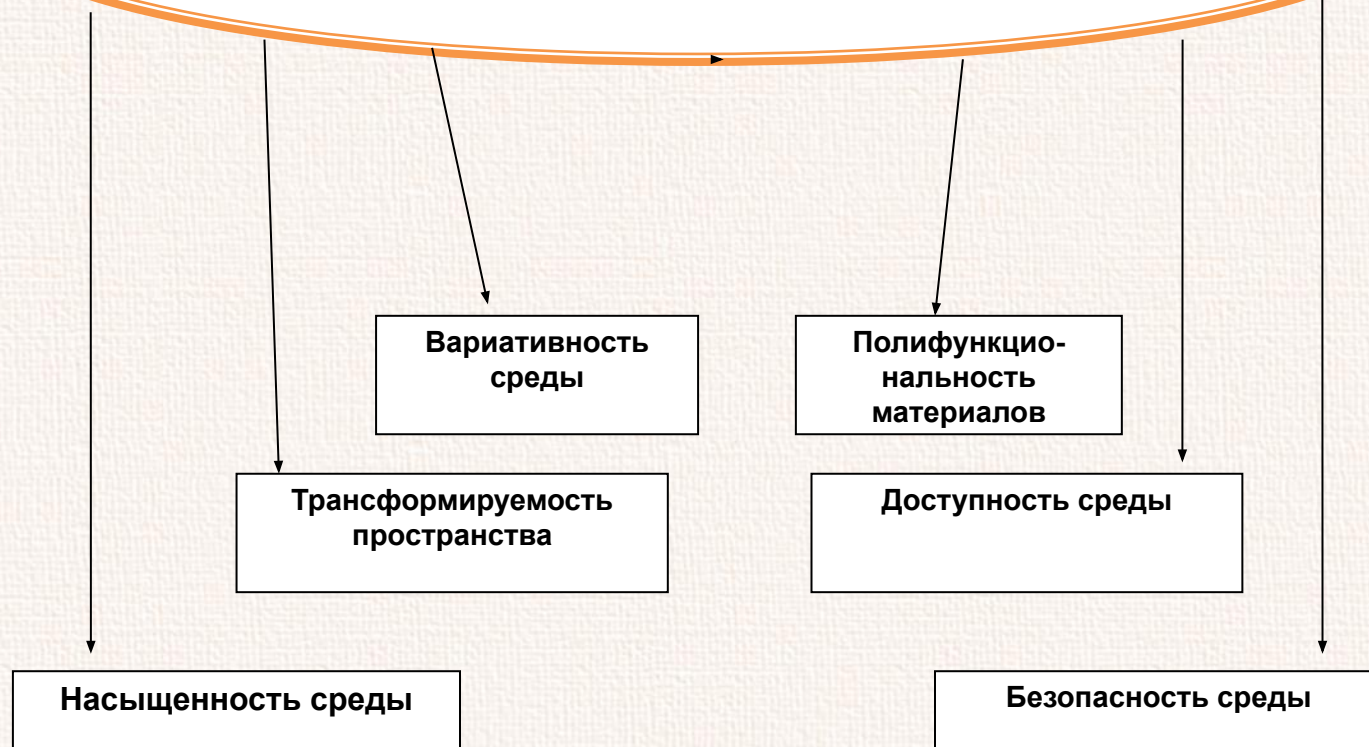 Вариативность
среды
Полифункцио-
нальность
материалов
Трансформируемость
пространства
Доступность среды
Насыщенность среды
Безопасность среды